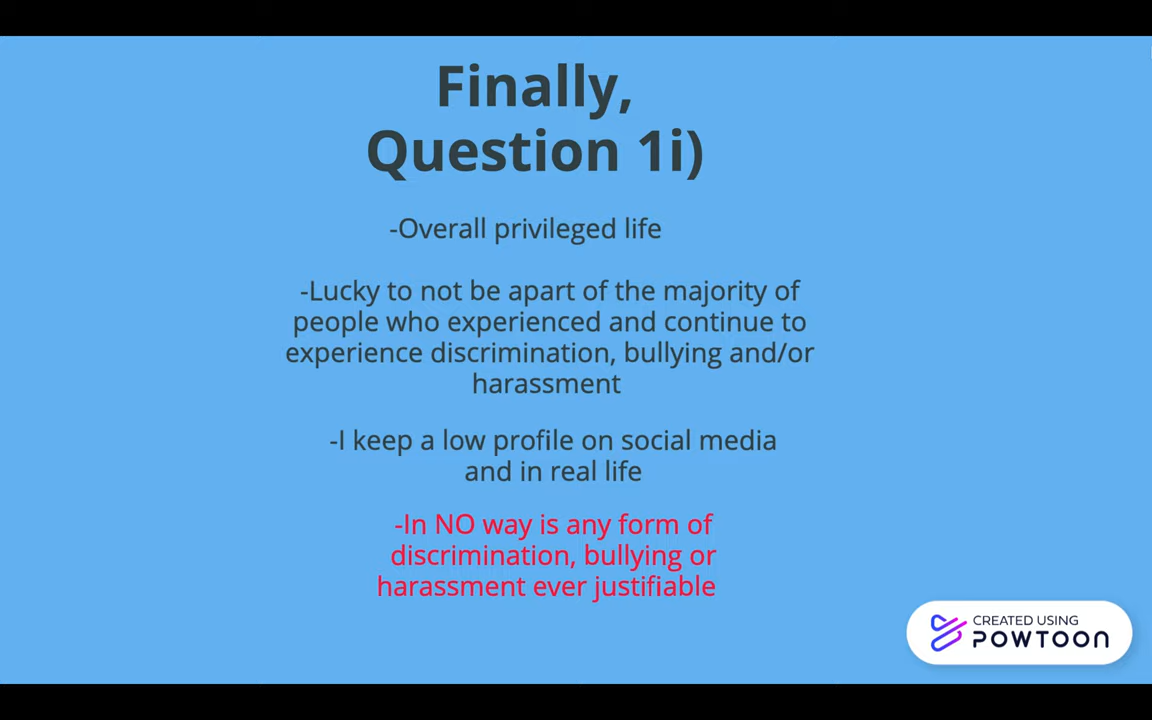 Finally,
Question 1i)
-Overall privileged life
-Lucky to not be apart of the majority of
people who experienced and continue to
experience discrimination, bullying and/or
harassment
-I keep a low profile on social media
and in real life
-In NO way is any form of
discrimination, bullying or
harassment ever justifiable
CREATED USING
POWTOON